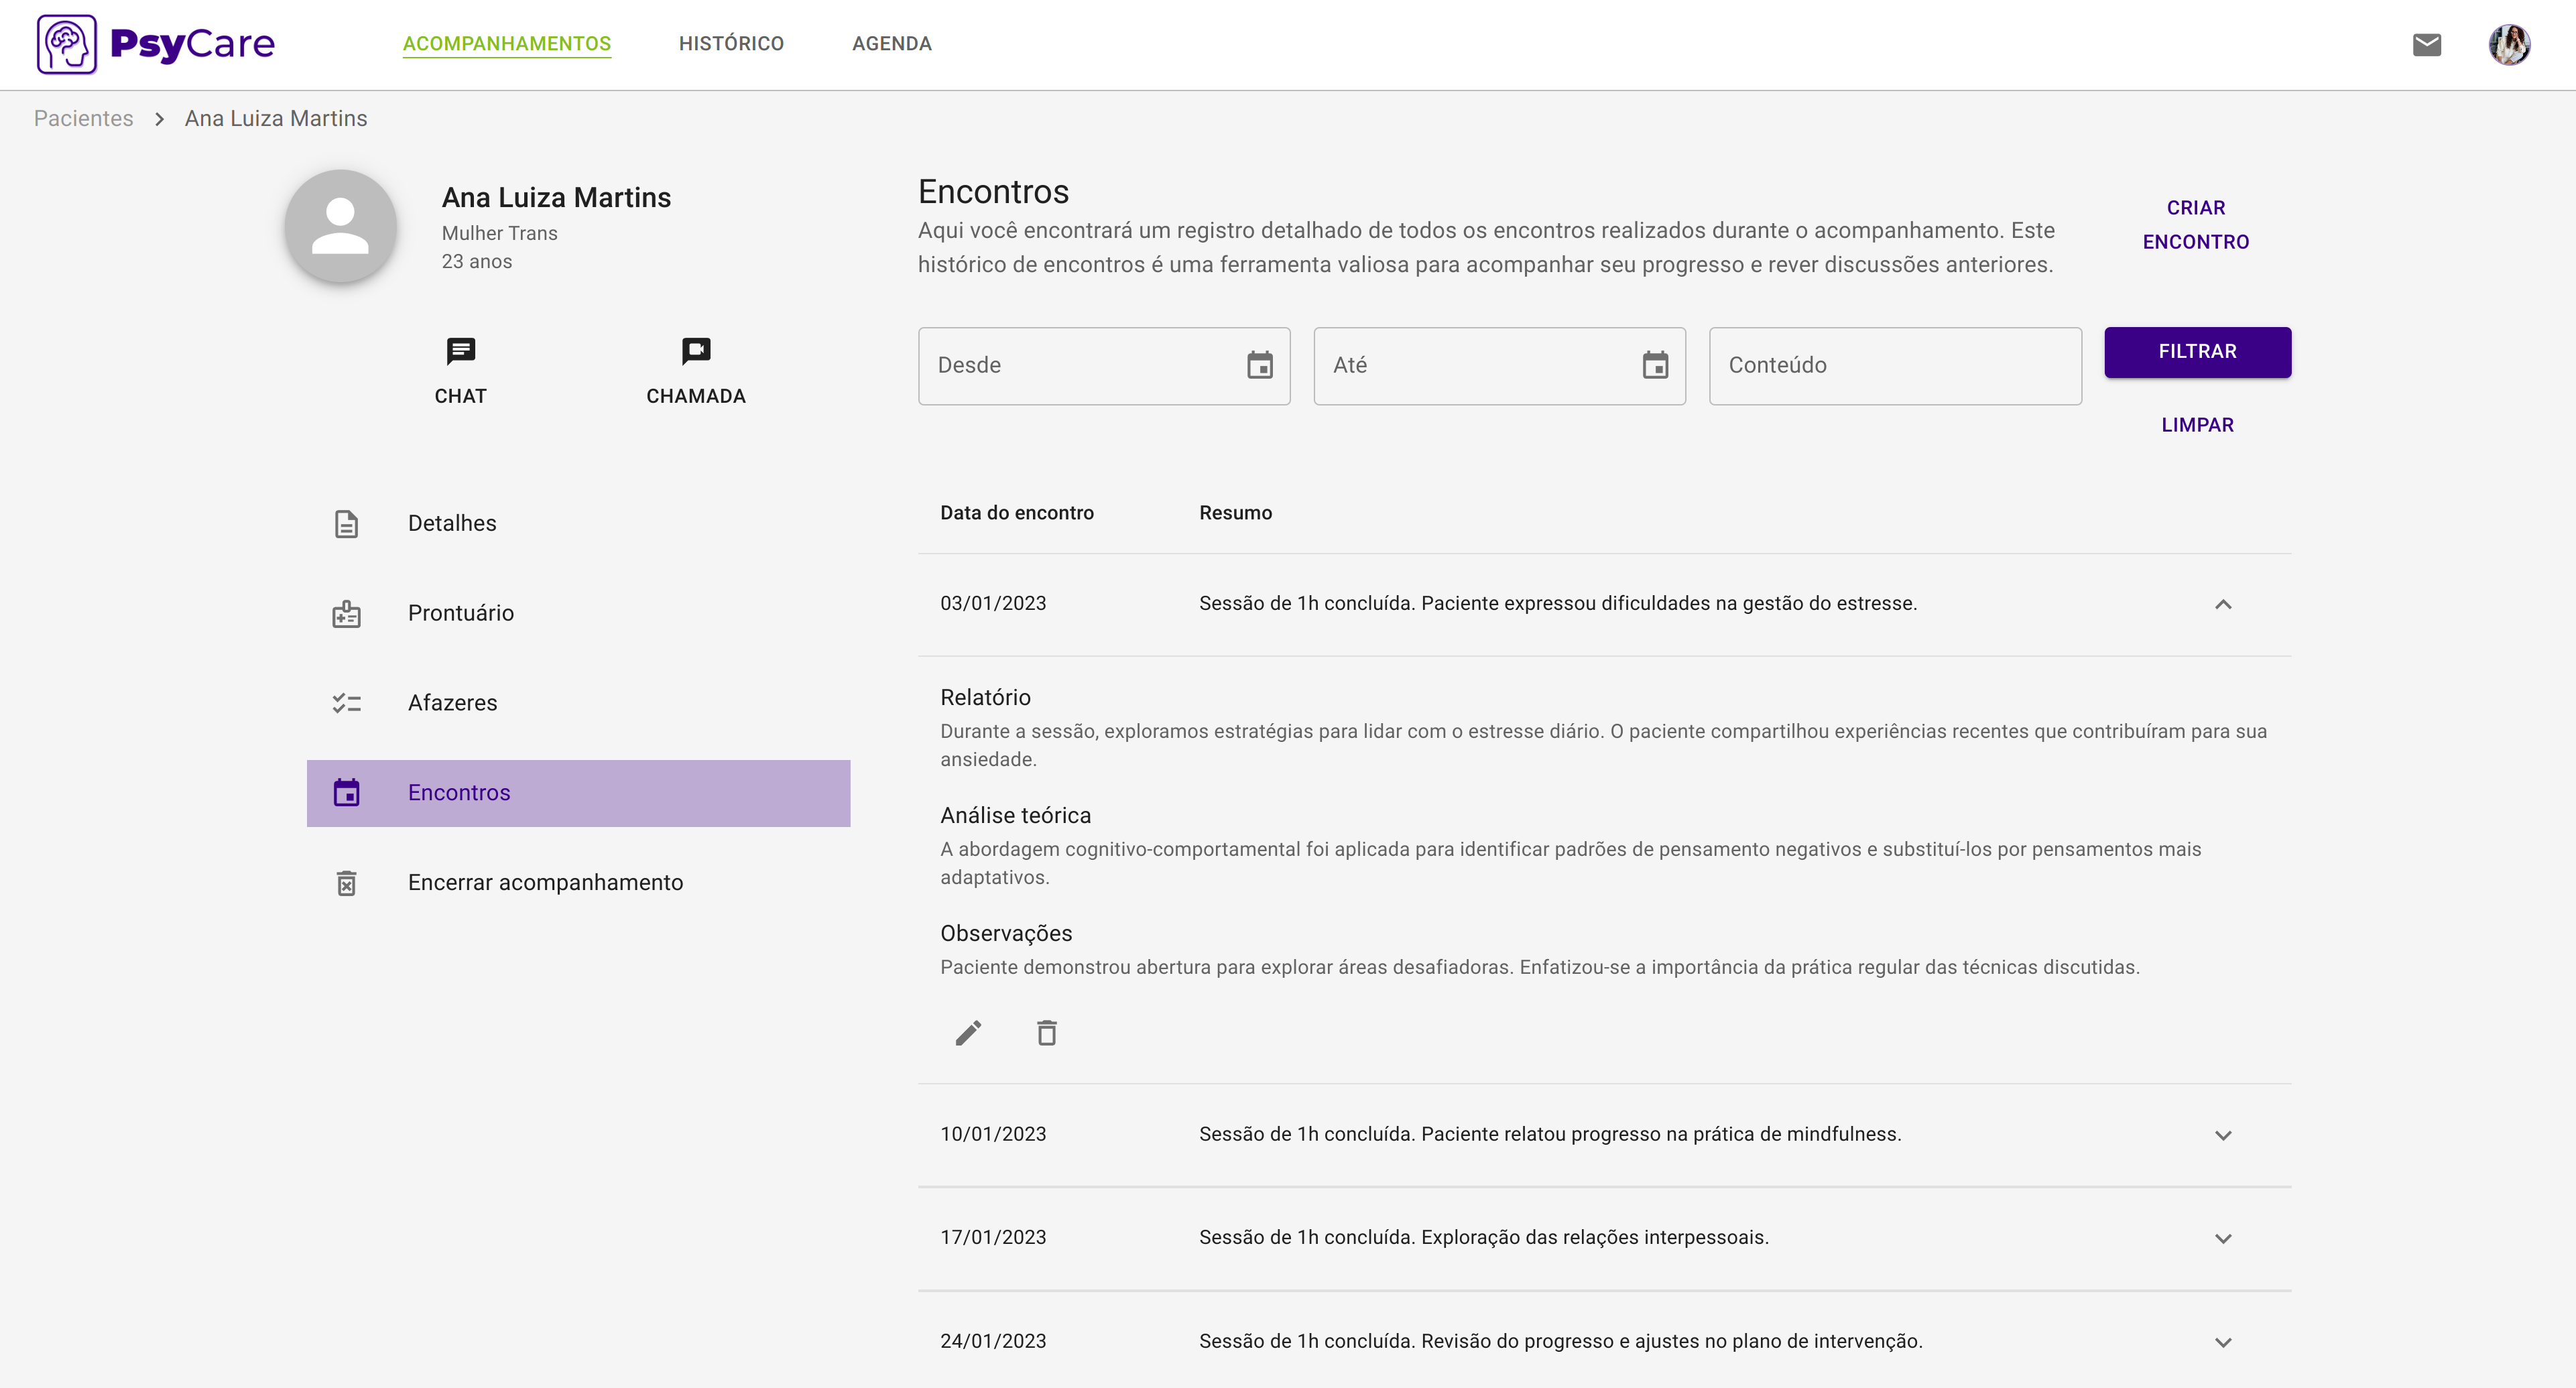 PsyCare
ACOMPANHAMENTOS
HISTÓRICO
AGENDA
Pacientes
Ana Luiza Martins
Ana Luiza Martins
Mulher Trans
23 anos
CHAT
CHAMADA
Detalhes
Prontuário
Afazeres
Encontros
Encerrar acompanhamento
Encontros
Aqui você encontrará um registro detalhado de todos os encontros realizados durante o acompanhamento. Este
histórico de encontros é uma ferramenta valiosa para acompanhar seu progresso e rever discussões anteriores.
CRIAR
ENCONTRO
Desde
Até
Conteúdo
FILTRAR
LIMPAR
Data do encontro
Resumo
03/01/2023
Sessão de 1h concluída. Paciente expressou dificuldades na gestão do estresse.
Relatório
Durante a sessão, exploramos estratégias para lidar com o estresse diário. O paciente compartilhou experiências recentes que contribuíram para sua
ansiedade.
Análise teórica
A abordagem cognitivo-comportamental foi aplicada para identificar padrões de pensamento negativos e substituí-los por pensamentos mais
adaptativos.
Observações
Paciente demonstrou abertura para explorar áreas desafiadoras. Enfatizou-se a importância da prática regular das técnicas discutidas.
10/01/2023
Sessão de 1h concluída. Paciente relatou progresso na prática de mindfulness.
17/01/2023
Sessão de 1h concluída. Exploração das relações interpessoais.
24/01/2023
Sessão de 1h concluída. Revisão do progresso e ajustes no plano de intervenção.